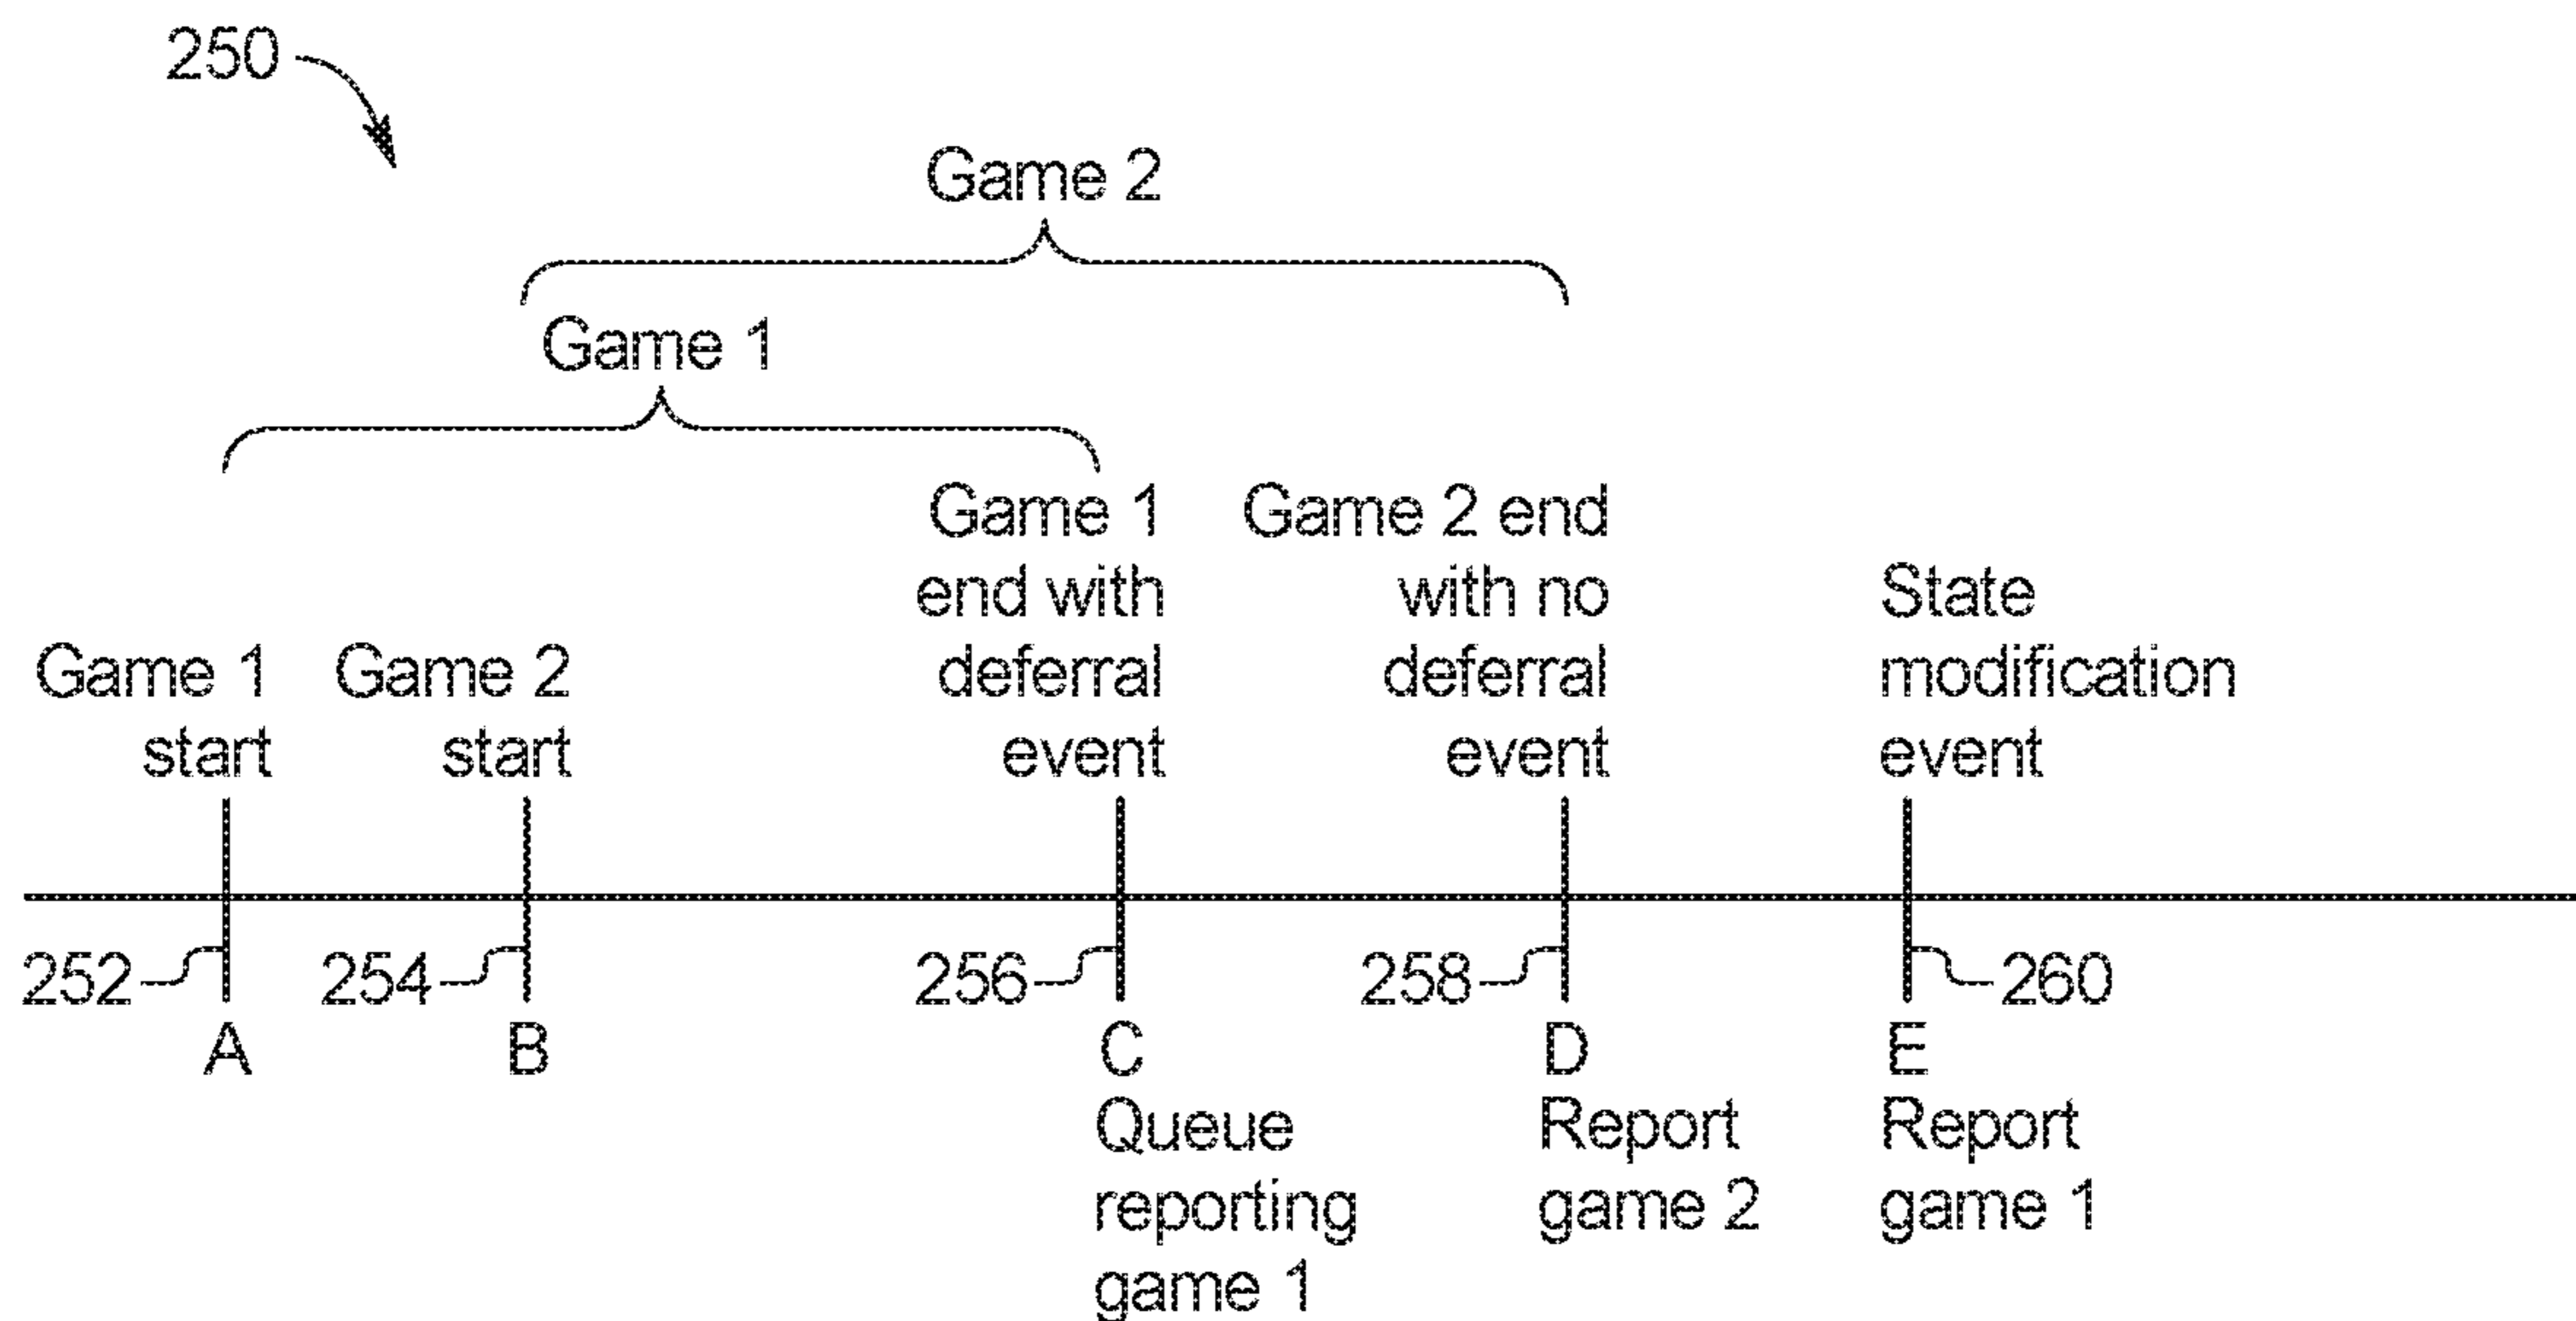 250
Game 2
Game 1
Game 1
start
Game 2
start
Game 1
end with
deferral
event
Game 2 end
with no
deferral
event
State
modification
event
252
254
256
258
260
A
B
C
Queue
reporting
game 1
D
Report
game 2
E
Report
game 1